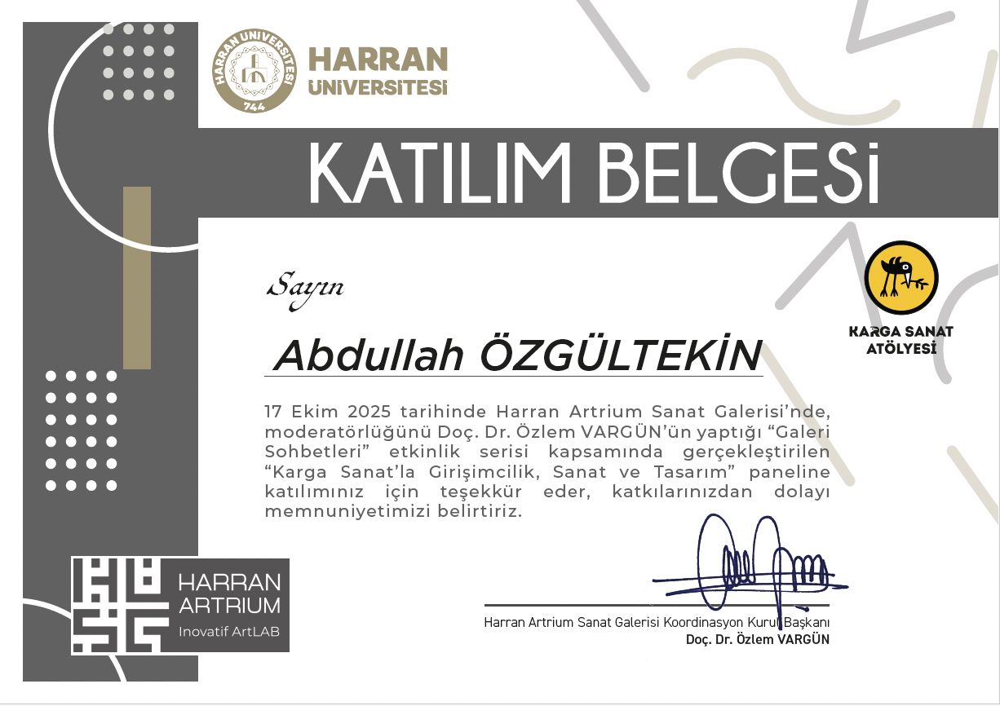 HARRAN ÜNİVERSİTESİ
744
HARRAN
ÜNİVERSİTESİ
KATILIM BELGESİ
KARGA SANAT
ATÖLYESİ
Sayın
Abdullah ÖZGÜLTEKİN
17 Ekim 2025 tarihinde Harran Artrium Sanat Galerisi’nde,
moderatörlüğünü Doç. Dr. Özlem VARGÜN’ün yaptığı “Galeri
Sohbetleri” etkinlik serisi kapsamında gerçekleştirilen
“Karga Sanat’la Girişimcilik, Sanat ve Tasarım” paneline
katılımınız için teşekkür eder, katkılarınızdan dolayı
memnuniyetimizi belirtiriz.
HARRAN
ARTRIUM
Inovatif ArtLAB
Harran Artrium Sanat Galerisi Koordinasyon Kurul Başkanı
Doç. Dr. Özlem VARGÜN